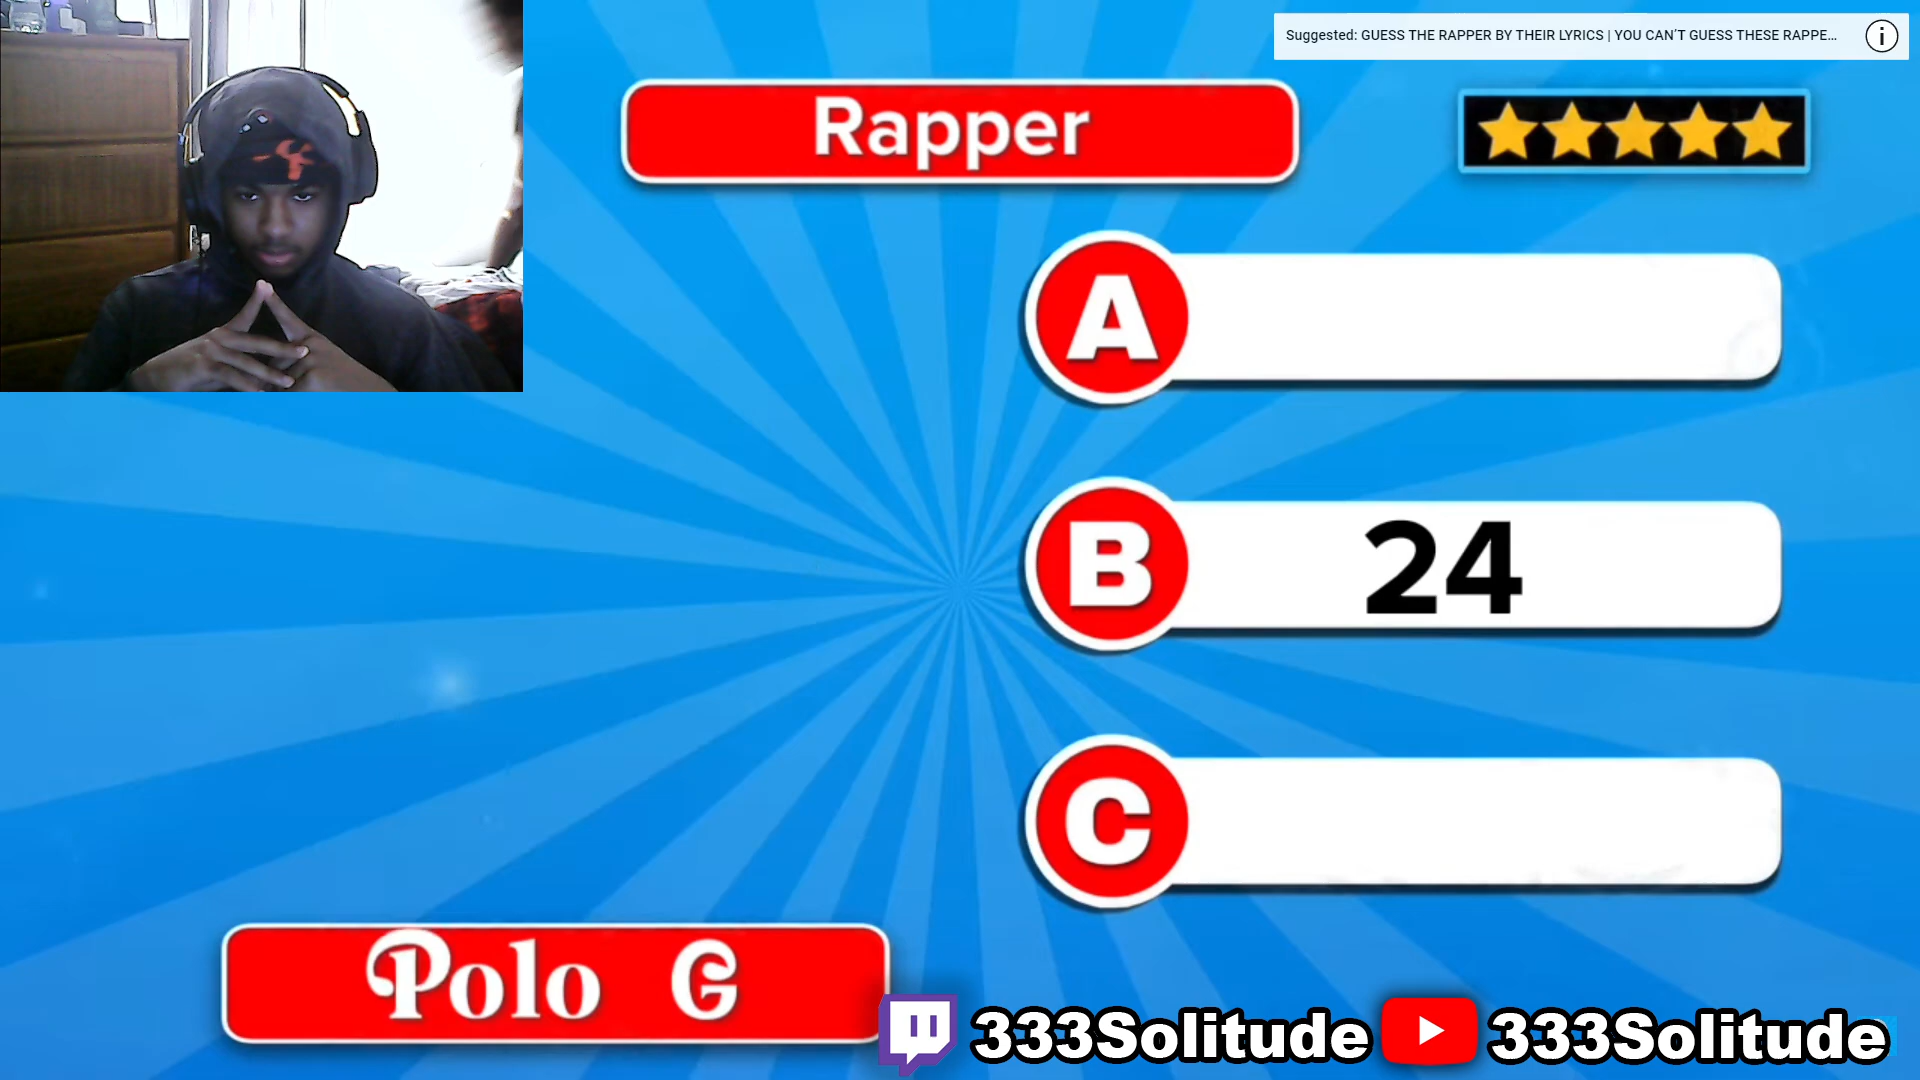 Suggested: GUESS THE RAPPER BY THEIR LYRICS | YOU CAN'T GUESS THESE RAPPE...
Rapper
A
B 24
C
Polo G
333Solitude 333Solitude